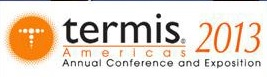 termis® 2013
Americas
Annual Conference and Exposition